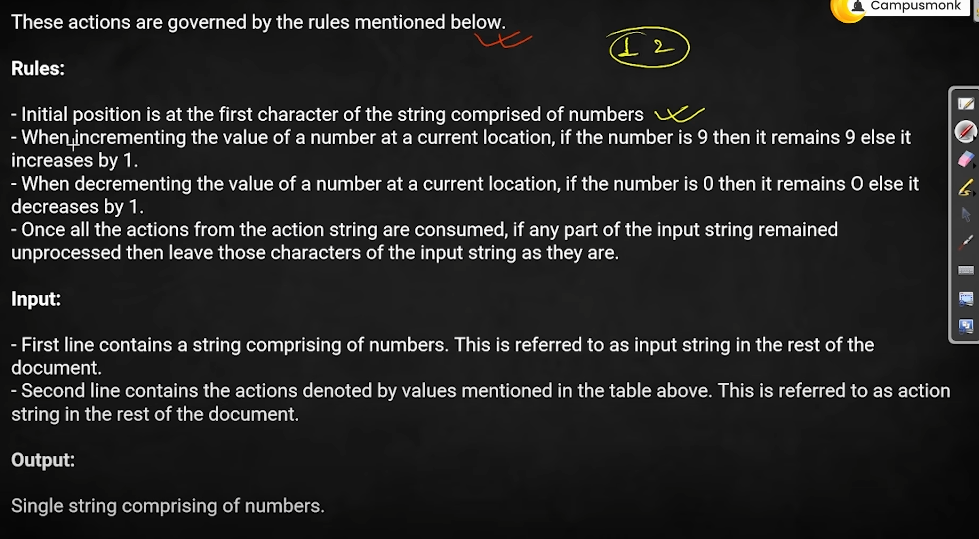 Campusmonk
These actions are governed by the rules mentioned below.
1 2
Rules:
- Initial position is at the first character of the string comprised of numbers
- When incrementing the value of a number at a current location, if the number is 9 then it remains 9 else it
increases by 1.
- When decrementing the value of a number at a current location, if the number is 0 then it remains O else it
decreases by 1.
- Once all the actions from the action string are consumed, if any part of the input string remained
unprocessed then leave those characters of the input string as they are.
Input:
- First line contains a string comprising of numbers. This is referred to as input string in the rest of the
document.
- Second line contains the actions denoted by values mentioned in the table above. This is referred to as action
string in the rest of the document.
Output:
Single string comprising of numbers.